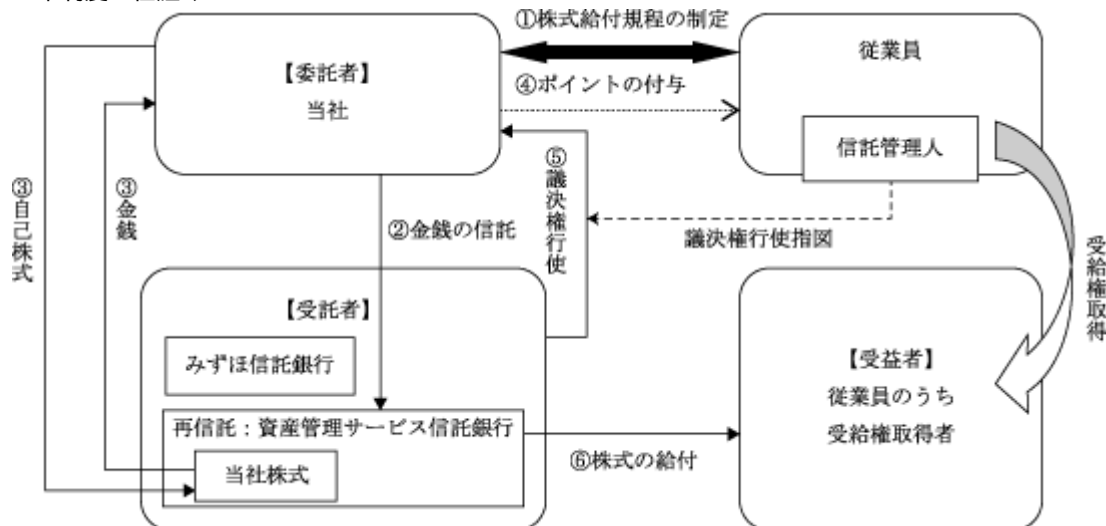 ①株式給付規程の制定
【委託者】
当社
従業員
④ポイントの付与
信託管理人
③自己株式
③金銭
②金銭の信託
⑤議決権行使
議決権行使指図
受給権取得
【受託者】
みずほ信託銀行
再信託：資産管理サービス信託銀行
当社株式
⑥株式の給付
【受益者】
従業員のうち
受給権取得者